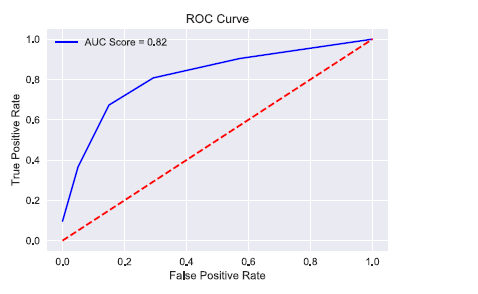 ROC Curve
AUC Score = 0.82
True Positive Rate
1.0
0.8
0.6
0.4
0.2
0.0
0.0 0.2 0.4 0.6 0.8 1.0
False Positive Rate